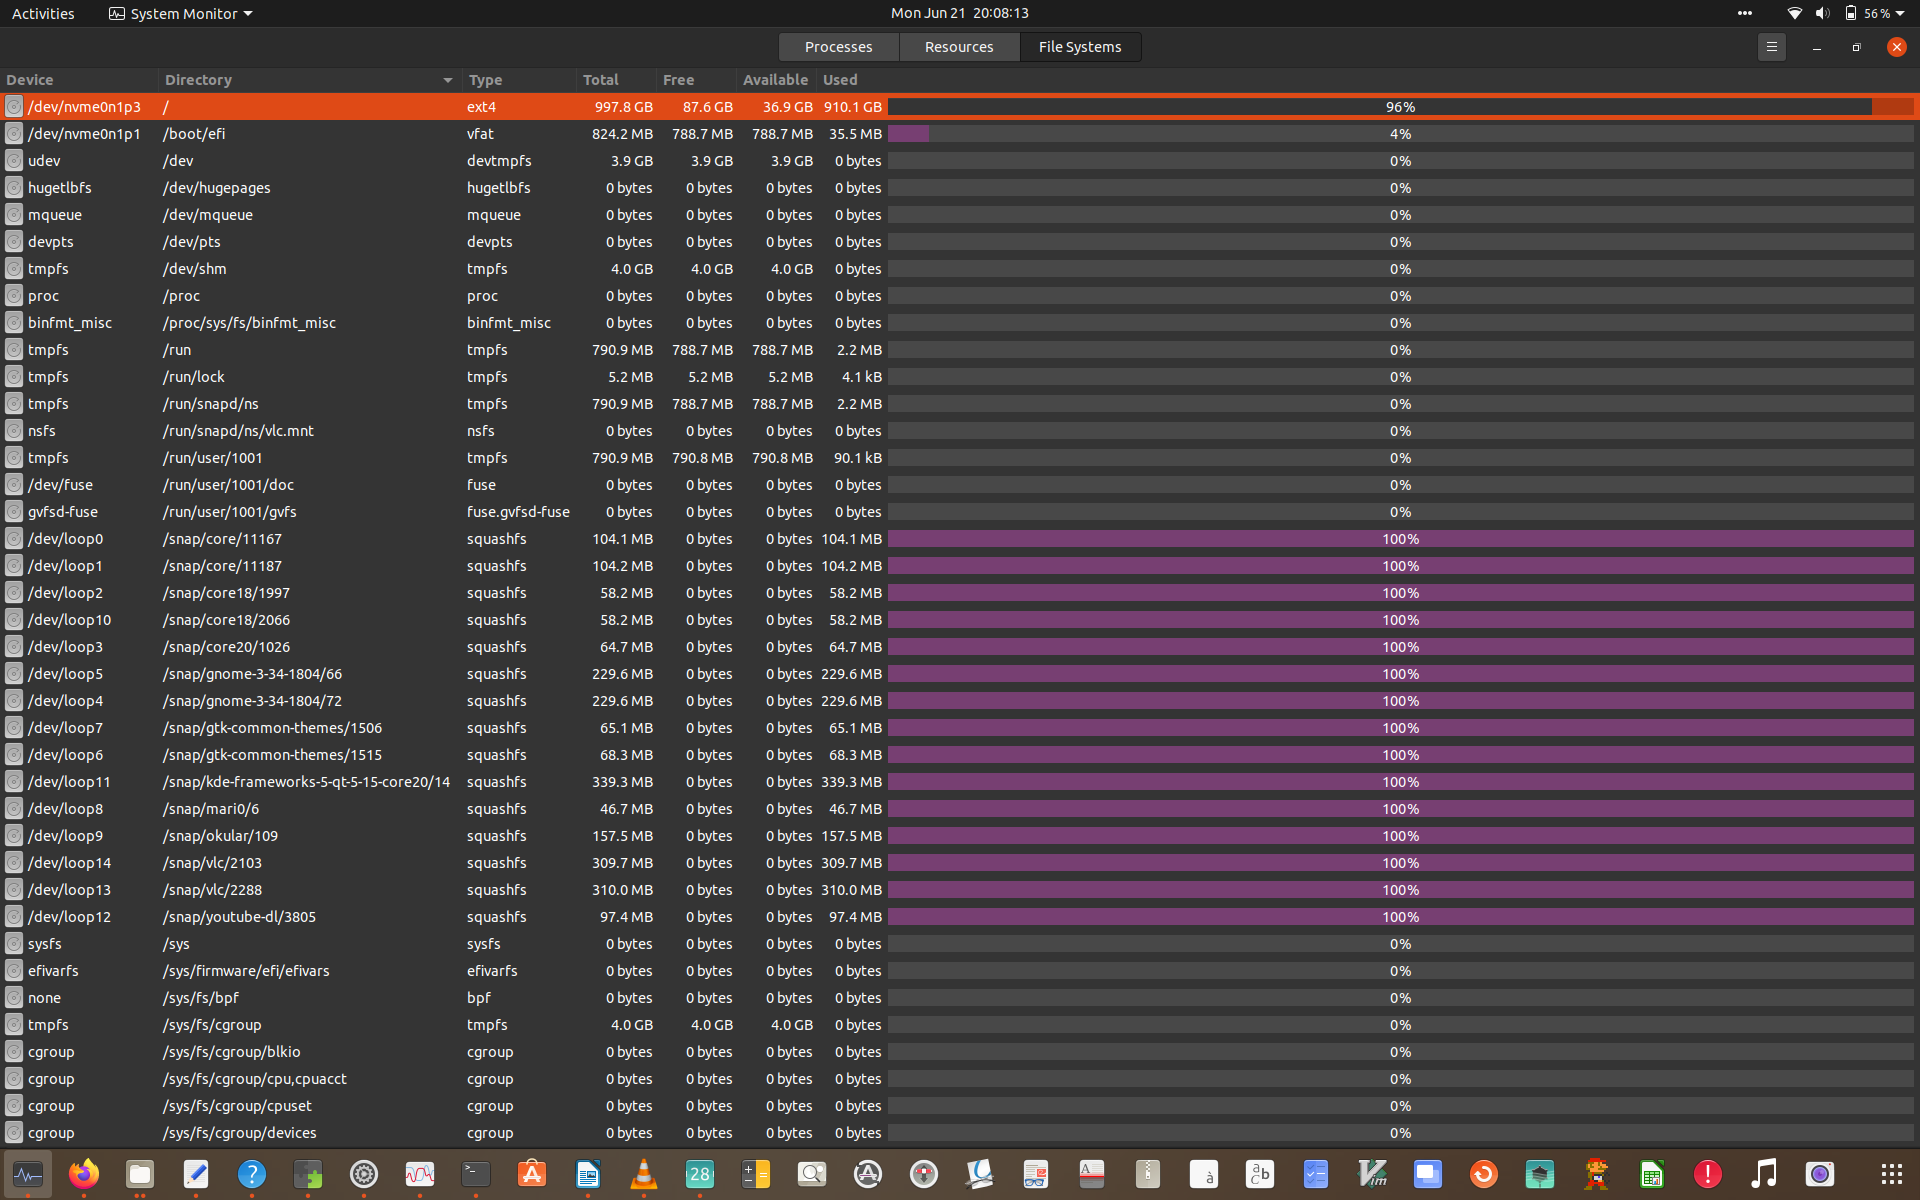 Activities System Monitor Mon Jun 21 20:08:13 56%
Processes Resources File Systems
Device Directory Type Total Free Available Used
/dev/nvme0n1p3 / ext4 997.8 GB 87.6 GB 36.9 GB 910.1 GB 96%
/dev/nvme0n1p1 /boot/efi vfat 824.2 MB 788.7 MB 788.7 MB 35.5 MB 4%
udev /dev devtmpfs 3.9 GB 3.9 GB 3.9 GB 0 bytes 0%
hugetlbfs /dev/hugepages hugetlbfs 0 bytes 0 bytes 0 bytes 0 bytes 0%
mqueue /dev/mqueue mqueue 0 bytes 0 bytes 0 bytes 0 bytes 0%
devpts /dev/pts devpts 0 bytes 0 bytes 0 bytes 0 bytes 0%
tmpfs /dev/shm tmpfs 4.0 GB 4.0 GB 4.0 GB 0 bytes 0%
proc /proc proc 0 bytes 0 bytes 0 bytes 0 bytes 0%
binfmt_misc /proc/sys/fs/binfmt_misc binfmt_misc 0 bytes 0 bytes 0 bytes 0 bytes 0%
tmpfs /run tmpfs 790.9 MB 788.7 MB 788.7 MB 2.2 MB 0%
tmpfs /run/lock tmpfs 5.2 MB 5.2 MB 5.2 MB 4.1 kB 0%
tmpfs /run/snapd/ns tmpfs 790.9 MB 788.7 MB 788.7 MB 2.2 MB 0%
nsfs /run/snapd/ns/vlc.mnt nsfs 0 bytes 0 bytes 0 bytes 0 bytes 0%
tmpfs /run/user/1001 tmpfs 790.9 MB 790.8 MB 790.8 MB 90.1 kB 0%
/dev/fuse /run/user/1001/doc fuse 0 bytes 0 bytes 0 bytes 0 bytes 0%
gvfsd-fuse /run/user/1001/gvfs fuse.gvfsd-fuse 0 bytes 0 bytes 0 bytes 0 bytes 0%
/dev/loop0 /snap/core/11167 squashfs 104.1 MB 0 bytes 0 bytes 104.1 MB 100%
/dev/loop1 /snap/core/11187 squashfs 104.2 MB 0 bytes 0 bytes 104.2 MB 100%
/dev/loop2 /snap/core18/1997 squashfs 58.2 MB 0 bytes 0 bytes 58.2 MB 100%
/dev/loop10 /snap/core18/2066 squashfs 58.2 MB 0 bytes 0 bytes 58.2 MB 100%
/dev/loop3 /snap/core20/1026 squashfs 64.7 MB 0 bytes 0 bytes 64.7 MB 100%
/dev/loop5 /snap/gnome-3-34-1804/66 squashfs 229.6 MB 0 bytes 0 bytes 229.6 MB 100%
/dev/loop4 /snap/gnome-3-34-1804/72 squashfs 229.6 MB 0 bytes 0 bytes 229.6 MB 100%
/dev/loop7 /snap/gtk-common-themes/1506 squashfs 65.1 MB 0 bytes 0 bytes 65.1 MB 100%
/dev/loop6 /snap/gtk-common-themes/1515 squashfs 68.3 MB 0 bytes 0 bytes 68.3 MB 100%
/dev/loop11 /snap/kde-frameworks-5-qt-5-15-core20/14 squashfs 339.3 MB 0 bytes 0 bytes 339.3 MB 100%
/dev/loop8 /snap/mari0/6 squashfs 46.7 MB 0 bytes 0 bytes 46.7 MB 100%
/dev/loop9 /snap/okular/109 squashfs 157.5 MB 0 bytes 0 bytes 157.5 MB 100%
/dev/loop14 /snap/vlc/2103 squashfs 309.7 MB 0 bytes 0 bytes 309.7 MB 100%
/dev/loop13 /snap/vlc/2288 squashfs 310.0 MB 0 bytes 0 bytes 310.0 MB 100%
/dev/loop12 /snap/youtube-dl/3805 squashfs 97.4 MB 0 bytes 0 bytes 97.4 MB 100%
sysfs /sys sysfs 0 bytes 0 bytes 0 bytes 0 bytes 0%
efivarfs /sys/firmware/efi/efivars efivarfs 0 bytes 0 bytes 0 bytes 0 bytes 0%
none /sys/fs/bpf bpf 0 bytes 0 bytes 0 bytes 0 bytes 0%
tmpfs /sys/fs/cgroup tmpfs 4.0 GB 4.0 GB 4.0 GB 0 bytes 0%
cgroup /sys/fs/cgroup/blkio cgroup 0 bytes 0 bytes 0 bytes 0 bytes 0%
cgroup /sys/fs/cgroup/cpu,cpuacct cgroup 0 bytes 0 bytes 0 bytes 0 bytes 0%
cgroup /sys/fs/cgroup/cpuset cgroup 0 bytes 0 bytes 0 bytes 0 bytes 0%
cgroup /sys/fs/cgroup/devices cgroup 0 bytes 0 bytes 0 bytes 0 bytes 0%
28 à abc Vim